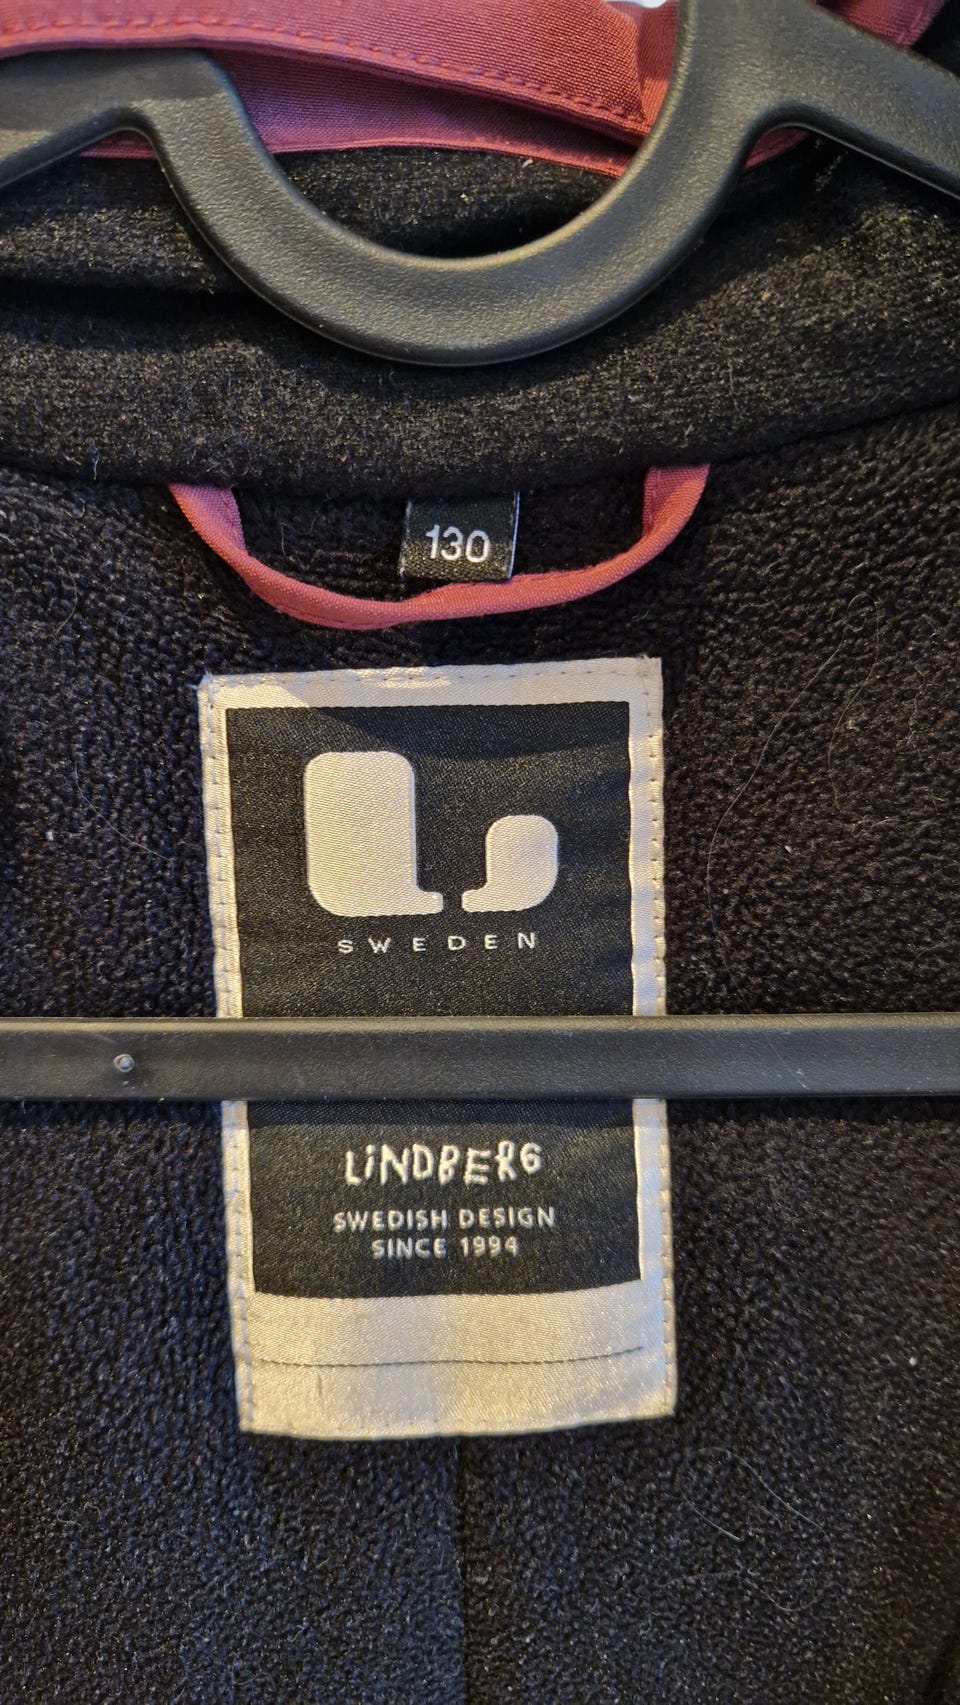 130
SWEDEN
LiNDBERG
SWEDISH DESIGN
SINCE 1994